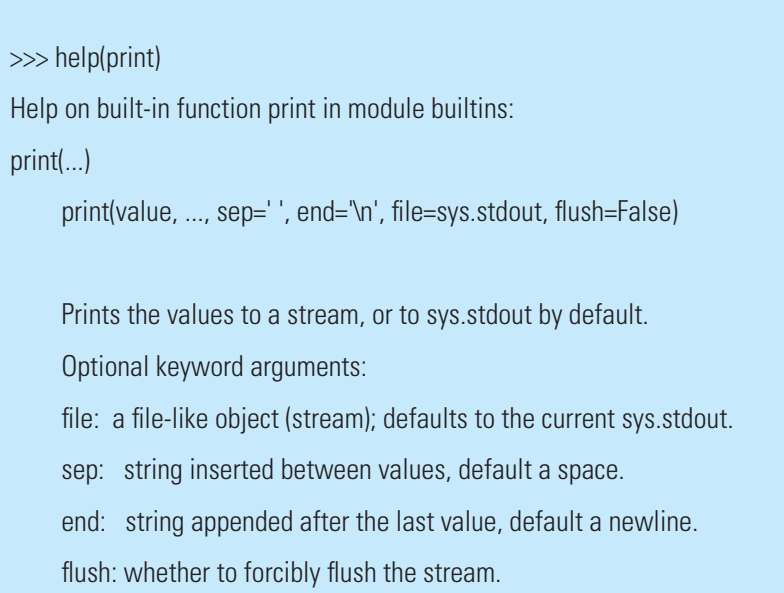 >>> help(print)
Help on built-in function print in module builtins:
print(...)
print(value, ..., sep=' ', end='\n', file=sys.stdout, flush=False)
Prints the values to a stream, or to sys.stdout by default.
Optional keyword arguments:
file: a file-like object (stream); defaults to the current sys.stdout.
sep: string inserted between values, default a space.
end: string appended after the last value, default a newline.
flush: whether to forcibly flush the stream.